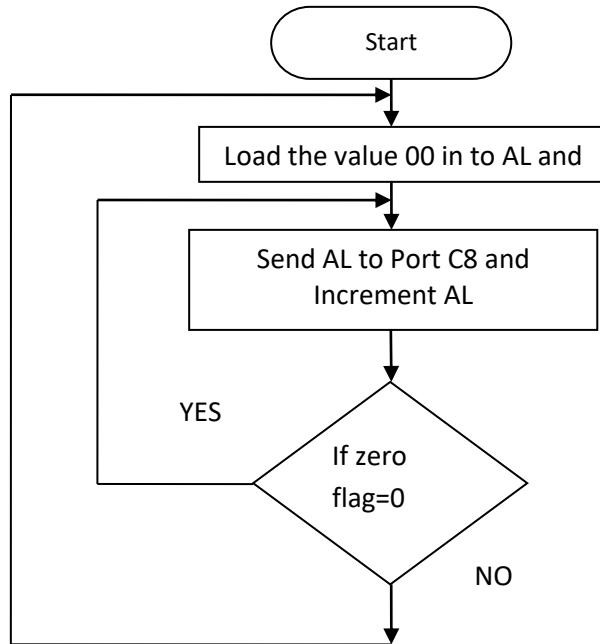 Start
Load the value 00 in to AL and
Send AL to Port C8 and
Increment AL
YES
If zero
flag=0
NO